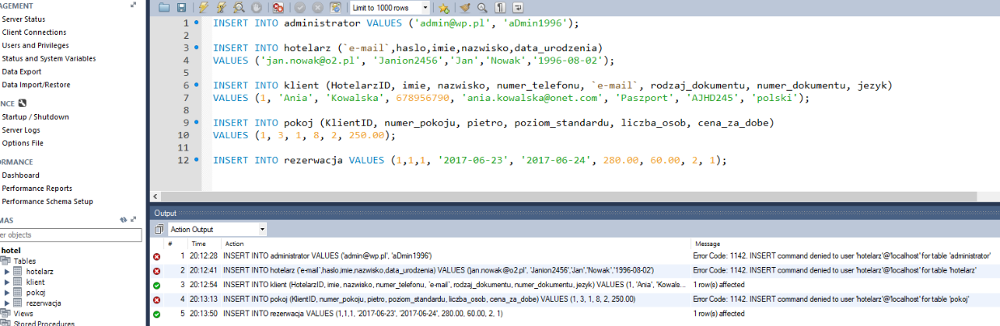 AGEMENT
Server Status
Client Connections
Users and Privileges
Status and System Variables
Data Export
Data Import/Restore
NCE
Startup / Shutdown
Server Logs
Options File
ORMANCE
Dashboard
Performance Reports
Performance Schema Setup
MAS
er objects
hotel
Tables
hotelarz
klient
pokoj
rezerwacja
Views
Stored Procedures
Limit to 1000 rows
1 INSERT INTO administrator VALUES ('admin@wp.pl', 'aDmin1996');
2
3 INSERT INTO hotelarz (`e-mail`,haslo,imie,nazwisko,data_urodzenia)
4 VALUES ('jan.nowak@o2.pl', 'Janion2456','Jan','Nowak','1996-08-02');
5
6 INSERT INTO klient (HotelarzID, imie, nazwisko, numer_telefonu, `e-mail`, rodzaj_dokumentu, numer_dokumentu, jezyk)
7 VALUES (1, 'Ania', 'Kowalska', 678956790, 'ania.kowalska@onet.com', 'Paszport', 'AJHD245', 'polski');
8
9 INSERT INTO pokoj (KlientID, numer_pokoju, pietro, poziom_standardu, liczba_osob, cena_za_dobe)
10 VALUES (1, 3, 1, 8, 2, 250.00);
11
12 INSERT INTO rezerwacja VALUES (1,1,1, '2017-06-23', '2017-06-24', 280.00, 60.00, 2, 1);
Output
Action Output
# Time Action Message
1 20:12:28 INSERT INTO administrator VALUES ('admin@wp.pl', 'aDmin1996') Error Code: 1142. INSERT command denied to user 'hotelarz'@'localhost' for table 'administrator'
2 20:12:41 INSERT INTO hotelarz (`e-mail`,haslo,imie,nazwisko,data_urodzenia) VALUES ('jan.nowak@o2.pl', 'Janion2456','Jan','Nowak','1996-08-02') Error Code: 1142. INSERT command denied to user 'hotelarz'@'localhost' for table 'hotelarz'
3 20:12:54 INSERT INTO klient (HotelarzID, imie, nazwisko, numer_telefonu, `e-mail`, rodzaj_dokumentu, numer_dokumentu, jezyk) VALUES (1, 'Ania', 'Kowals... 1 row(s) affected
4 20:13:13 INSERT INTO pokoj (KlientID, numer_pokoju, pietro, poziom_standardu, liczba_osob, cena_za_dobe) VALUES (1, 3, 1, 8, 2, 250.00) Error Code: 1142. INSERT command denied to user 'hotelarz'@'localhost' for table 'pokoj'
5 20:13:50 INSERT INTO rezerwacja VALUES (1,1,1, '2017-06-23', '2017-06-24', 280.00, 60.00, 2, 1) 1 row(s) affected